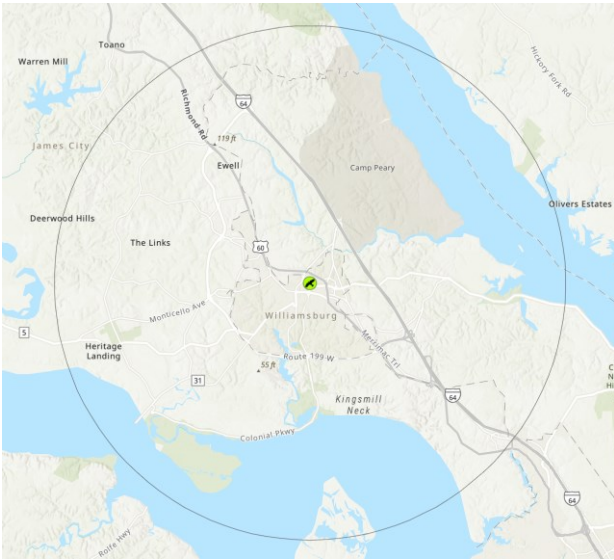 Toano
Warren Mill
Hickory Fork Rd
Richmond Rd
64
119 ft
James City
Ewell
Camp Peary
Olivers Estates
Deerwood Hills
The Links
60
Monticello Ave
Williamsburg
5
Merrimac Trl
Heritage
Landing
Route 199 W
55 ft
31
Kingsmill
Neck
64
C
N
Hi
Colonial Pkwy
64
Rolfe Hwy